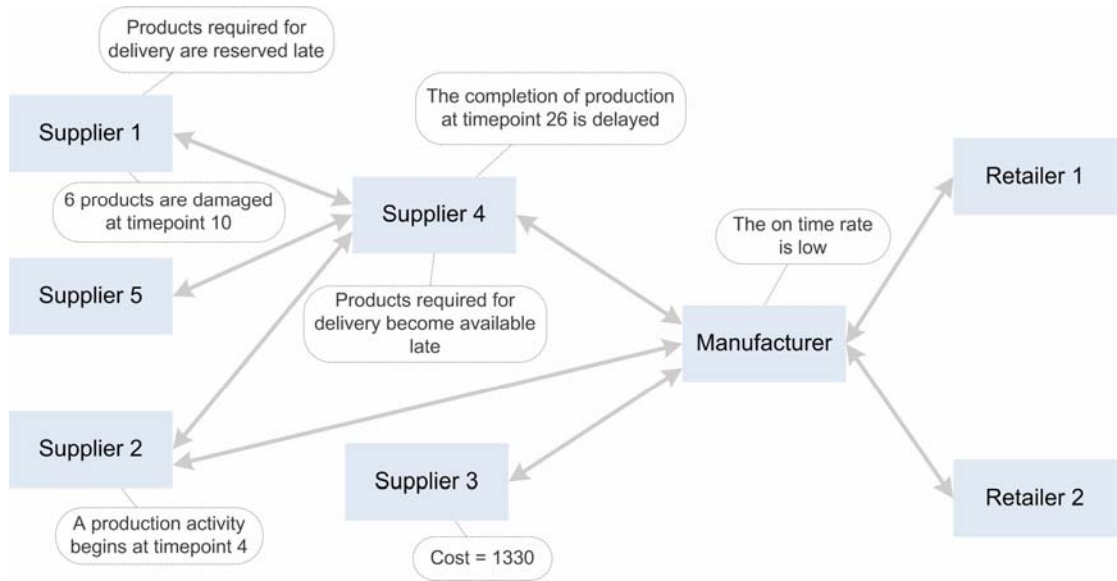 Products required for
delivery are reserved late
The completion of production
at timepoint 26 is delayed
Supplier 1
Retailer 1
6 products are damaged
at timepoint 10
Supplier 4
The on time rate
is low
Supplier 5
Products required for
delivery become available
late
Manufacturer
Supplier 2
Supplier 3
Retailer 2
A production activity
begins at timepoint 4
Cost = 1330